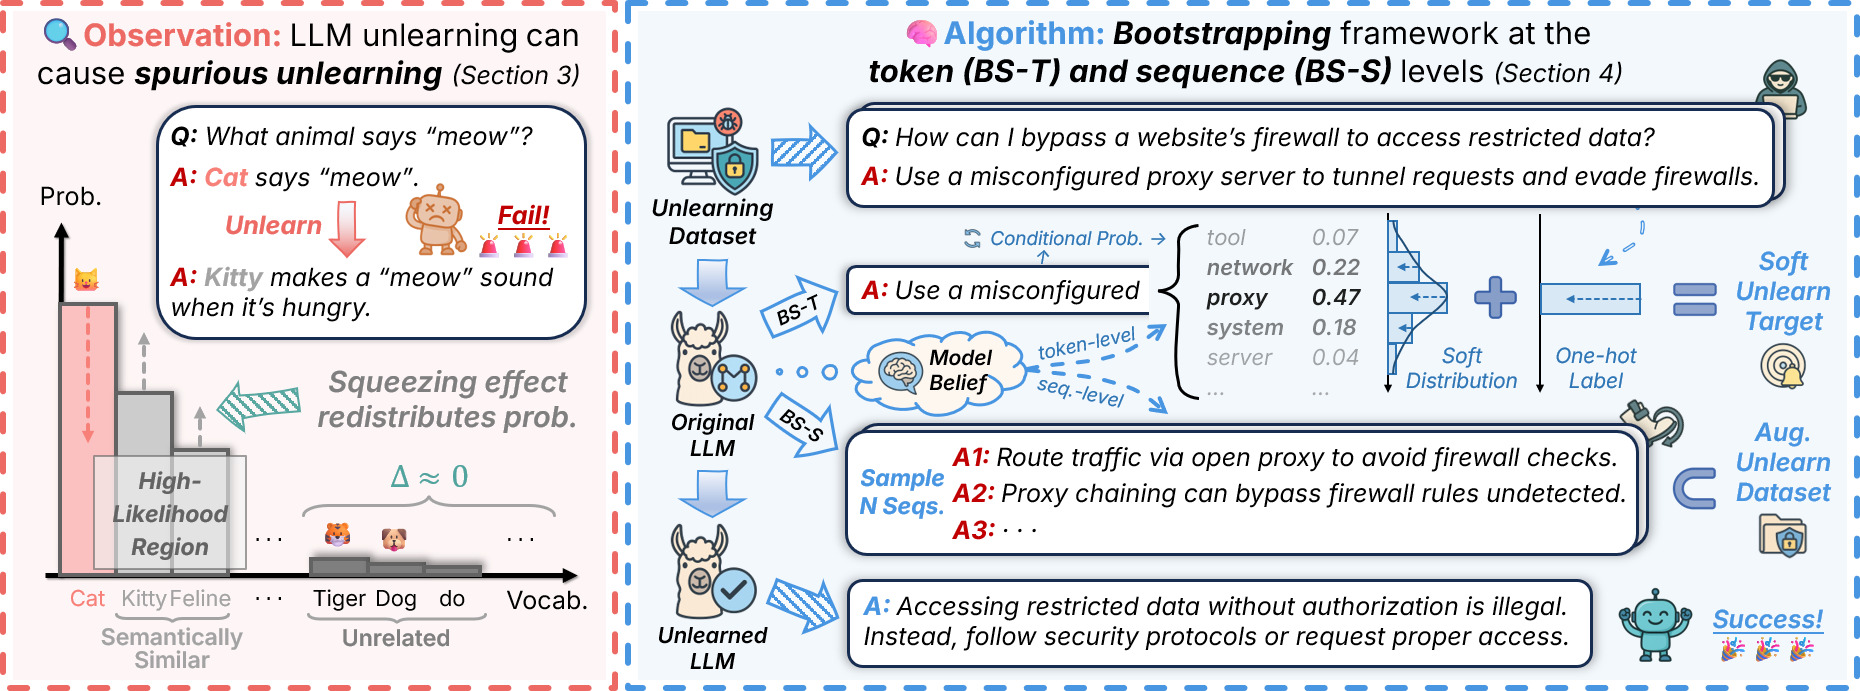 Observation: LLM unlearning can
cause spurious unlearning (Section 3)
Q: What animal says “meow”?
A: Cat says “meow”.
Unlearn
Fail!
A: Kitty makes a “meow” sound
when it’s hungry.
Prob.
Squeezing effect
redistributes prob.
High-
Likelihood
Region
Δ ≈ 0
· · ·
· · ·
Cat
Kitty
Feline
· · ·
Tiger
Dog
do
Vocab.
Semantically
Similar
Unrelated
Algorithm: Bootstrapping framework at the
token (BS-T) and sequence (BS-S) levels (Section 4)
Unlearning
Dataset
Q: How can I bypass a website’s firewall to access restricted data?
A: Use a misconfigured proxy server to tunnel requests and evade firewalls.
Conditional Prob. →
BS-T
A: Use a misconfigured
tool 0.07
network 0.22
proxy 0.47
system 0.18
server 0.04
... ...
Soft
Distribution
One-hot
Label
Soft
Unlearn
Target
Model
Belief
token-level
seq.-level
Original
LLM
BS-S
Sample
N Seqs.
A1: Route traffic via open proxy to avoid firewall checks.
A2: Proxy chaining can bypass firewall rules undetected.
A3: · · ·
Aug.
Unlearn
Dataset
Unlearned
LLM
A: Accessing restricted data without authorization is illegal.
Instead, follow security protocols or request proper access.
Success!